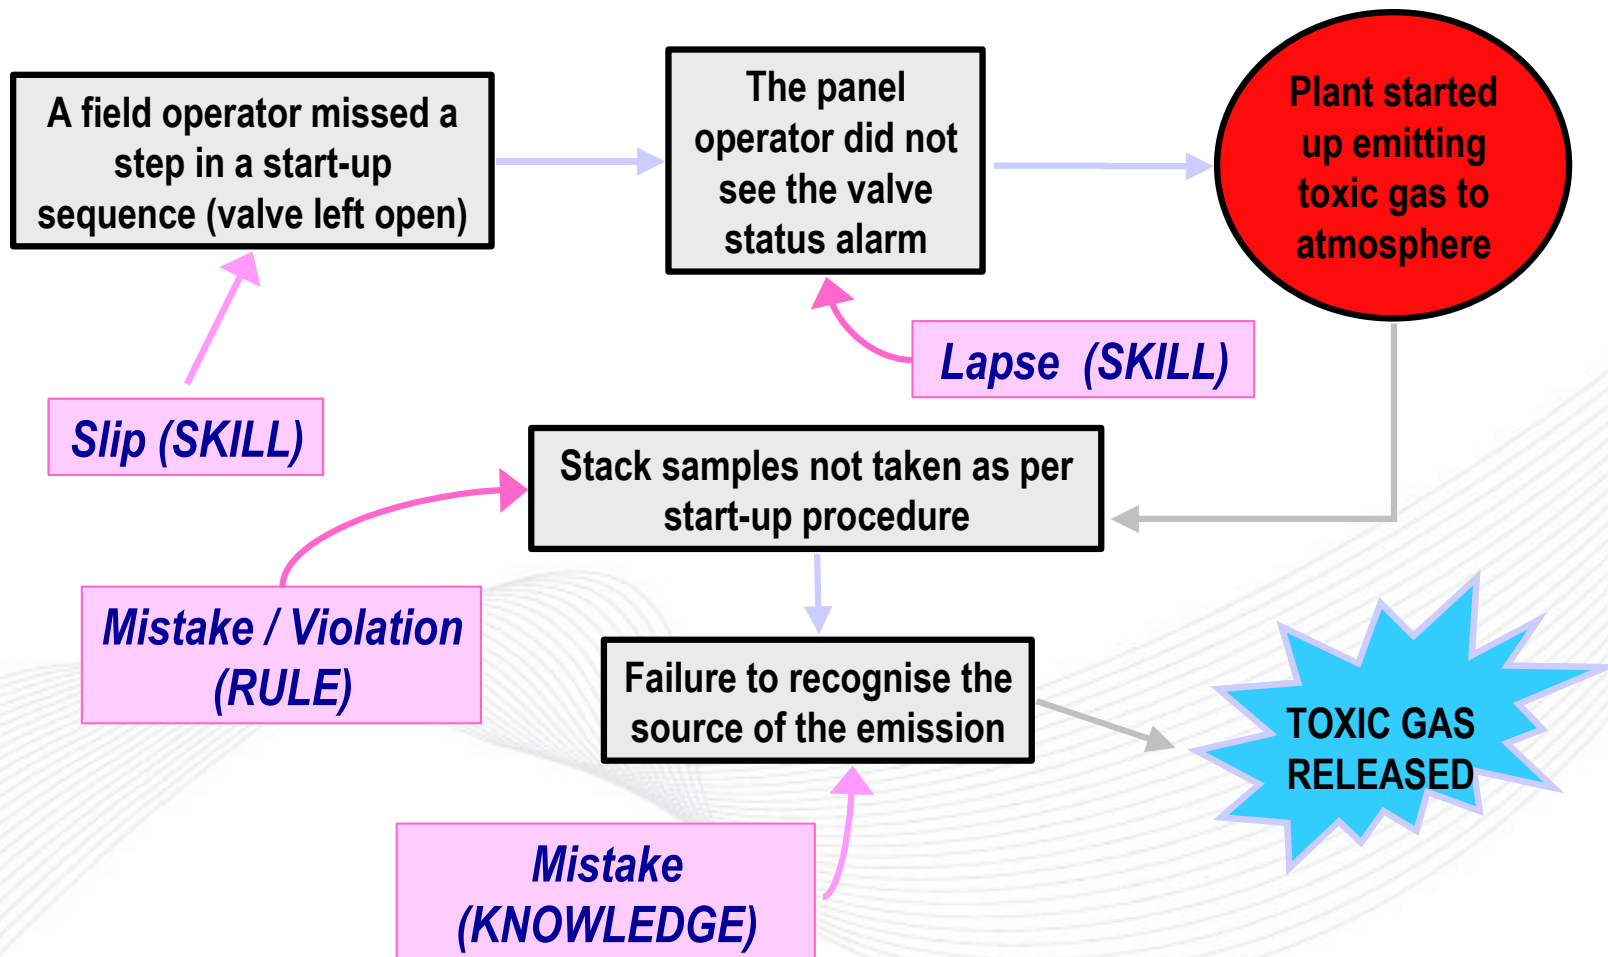 A field operator missed a
step in a start-up
sequence (valve left open)
The panel
operator did not
see the valve
status alarm
Plant started
up emitting
toxic gas to
atmosphere
Lapse (SKILL)
Slip (SKILL)
Stack samples not taken as per
start-up procedure
Mistake / Violation
(RULE)
Failure to recognise the
source of the emission
TOXIC GAS
RELEASED
Mistake
(KNOWLEDGE)